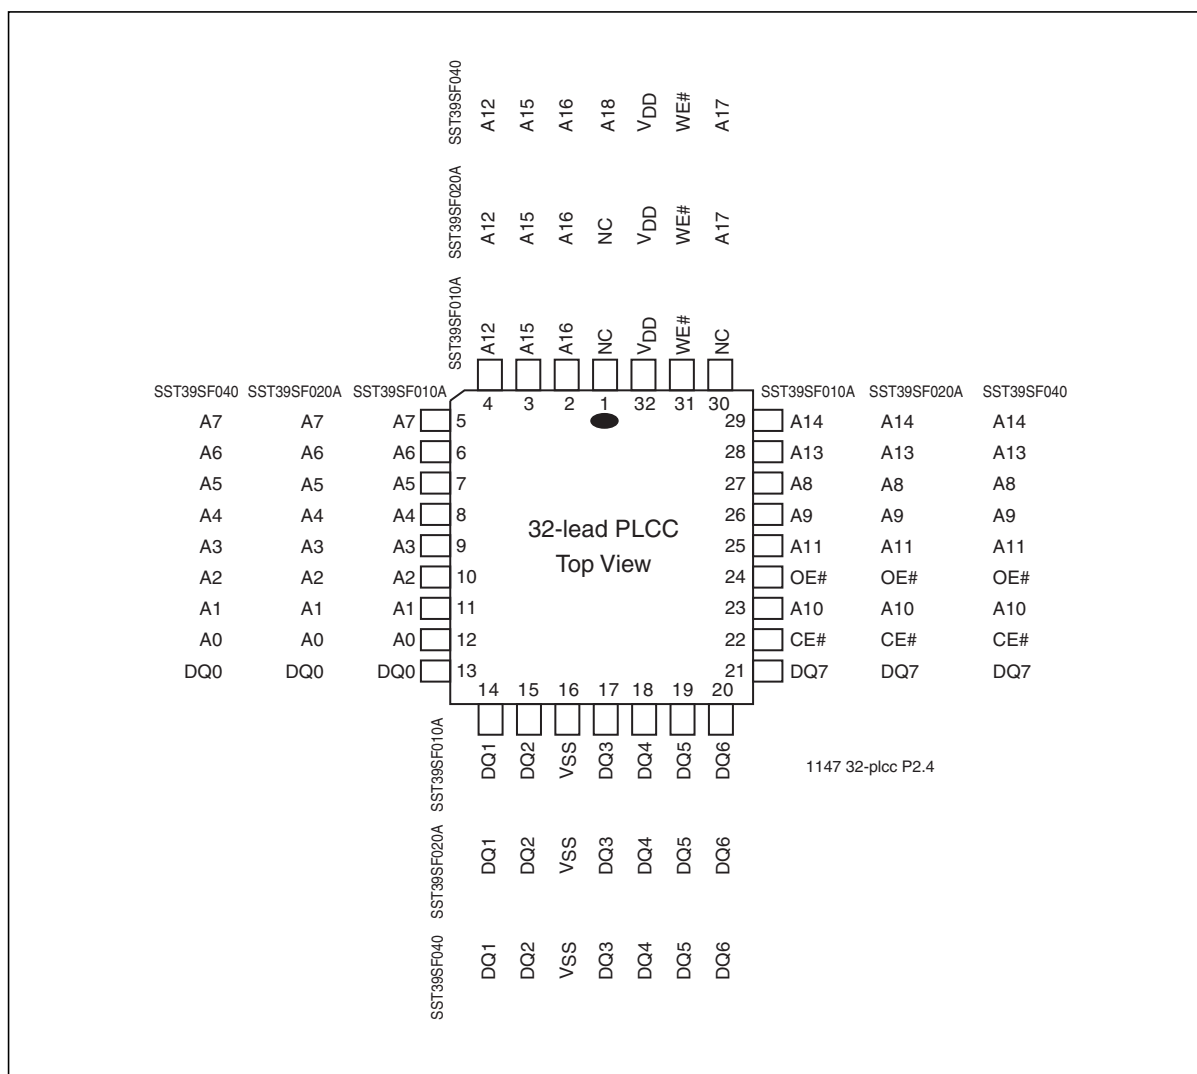 SST39SF040 A12 A15 A16 A18 VDD WE# A17
SST39SF020A A12 A15 A16 NC VDD WE# A17
SST39SF010A A12 A15 A16 NC VDD WE# NC
SST39SF040 SST39SF020A SST39SF010A 4 3 2 1 32 31 30 SST39SF010A SST39SF020A SST39SF040
A7 A7 A7 5 29 A14 A14 A14
A6 A6 A6 6 28 A13 A13 A13
A5 A5 A5 7 27 A8 A8 A8
A4 A4 A4 8 26 A9 A9 A9
32-lead PLCC
A3 A3 A3 9 25 A11 A11 A11
Top View
A2 A2 A2 10 24 OE# OE# OE#
A1 A1 A1 11 23 A10 A10 A10
A0 A0 A0 12 22 CE# CE# CE#
DQ0 DQ0 DQ0 13 21 DQ7 DQ7 DQ7
14 15 16 17 18 19 20
SST39SF010A DQ1 DQ2 VSS DQ3 DQ4 DQ5 DQ6
1147 32-plcc P2.4
SST39SF020A DQ1 DQ2 VSS DQ3 DQ4 DQ5 DQ6
SST39SF040 DQ1 DQ2 VSS DQ3 DQ4 DQ5 DQ6